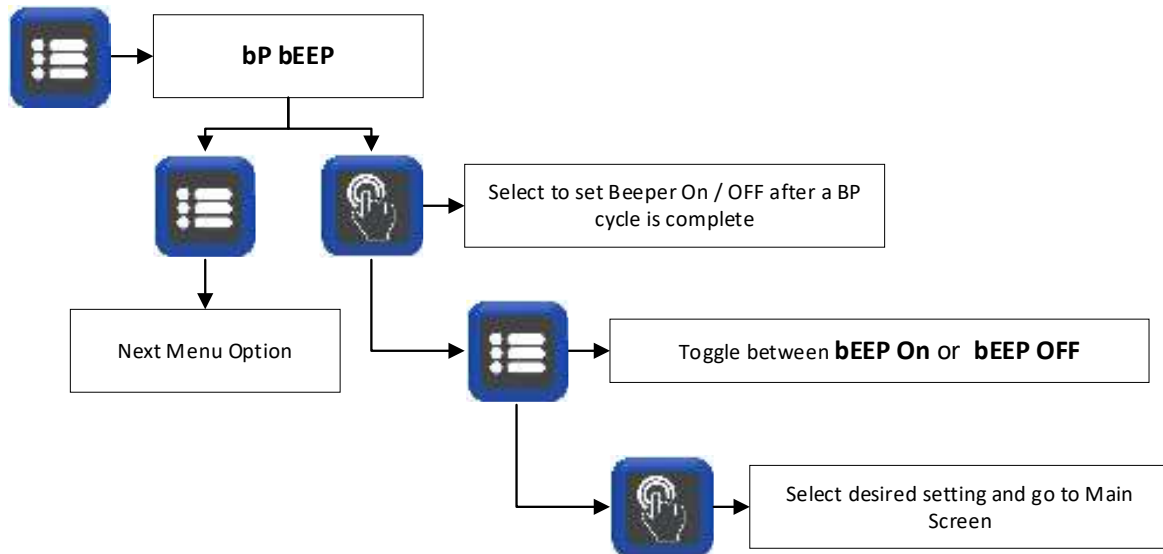 bP bEEP
Select to set Beeper On / OFF after a BP
cycle is complete
Next Menu Option
Toggle between bEEP On or bEEP OFF
Select desired setting and go to Main
Screen